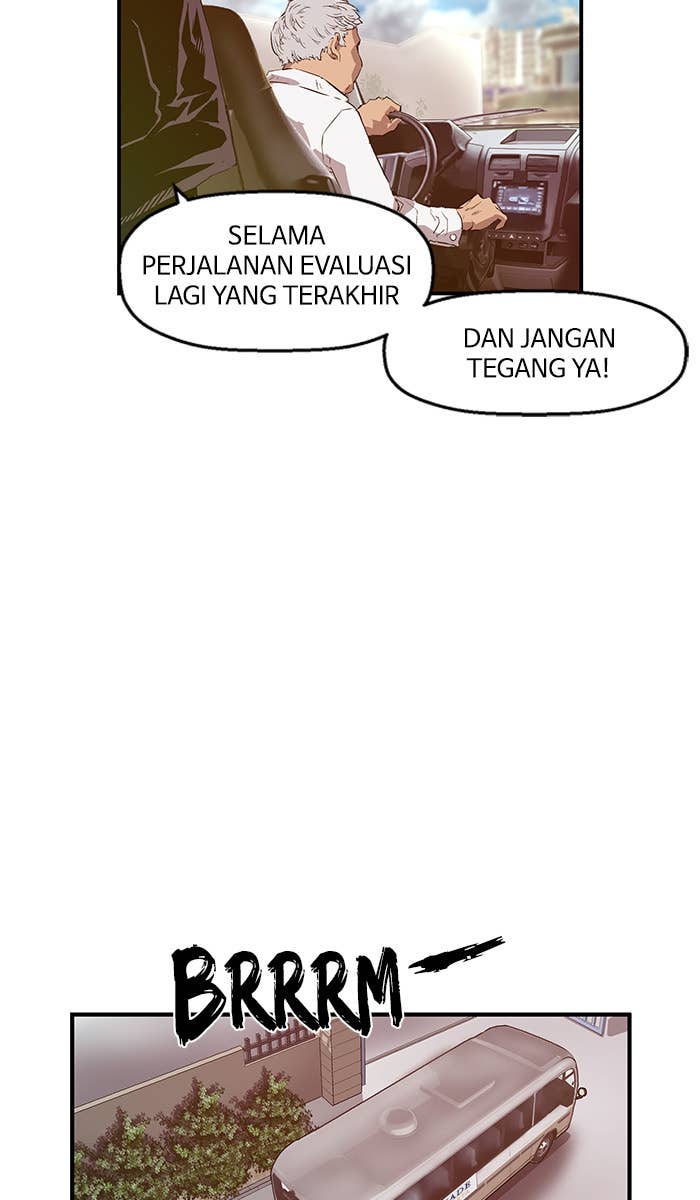 SELAMA
PERJALANAN EVALUASI
LAGI YANG TERAKHIR
DAN JANGAN
TEGANG YA!
BRRRM